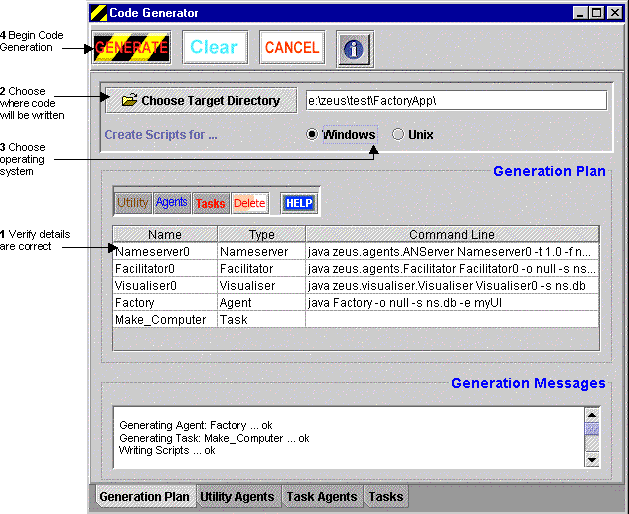 Code Generator
4 Begin Code
Generation
GENERATE Clear CANCEL
2 Choose
where code
will be written
Choose Target Directory e:\zeus\test\FactoryApp\
Create Scripts for ... Windows Unix
3 Choose
operating
system
Generation Plan
Utility Agents Tasks Delete HELP
1 Verify details
are correct
Name Type Command Line
Nameserver0 Nameserver java zeus.agents.ANServer Nameserver0 -t 1.0 -f n...
Facilitator0 Facilitator java zeus.agents.Facilitator Facilitator0 -o null -s ns...
Visualiser0 Visualiser java zeus.visualiser.Visualiser Visualiser0 -s ns.db
Factory Agent java Factory -o null -s ns.db -e myUI
Make_Computer Task
Generation Messages
Generating Agent: Factory ... ok
Generating Task: Make_Computer ... ok
Writing Scripts ... ok
Generation Plan Utility Agents Task Agents Tasks